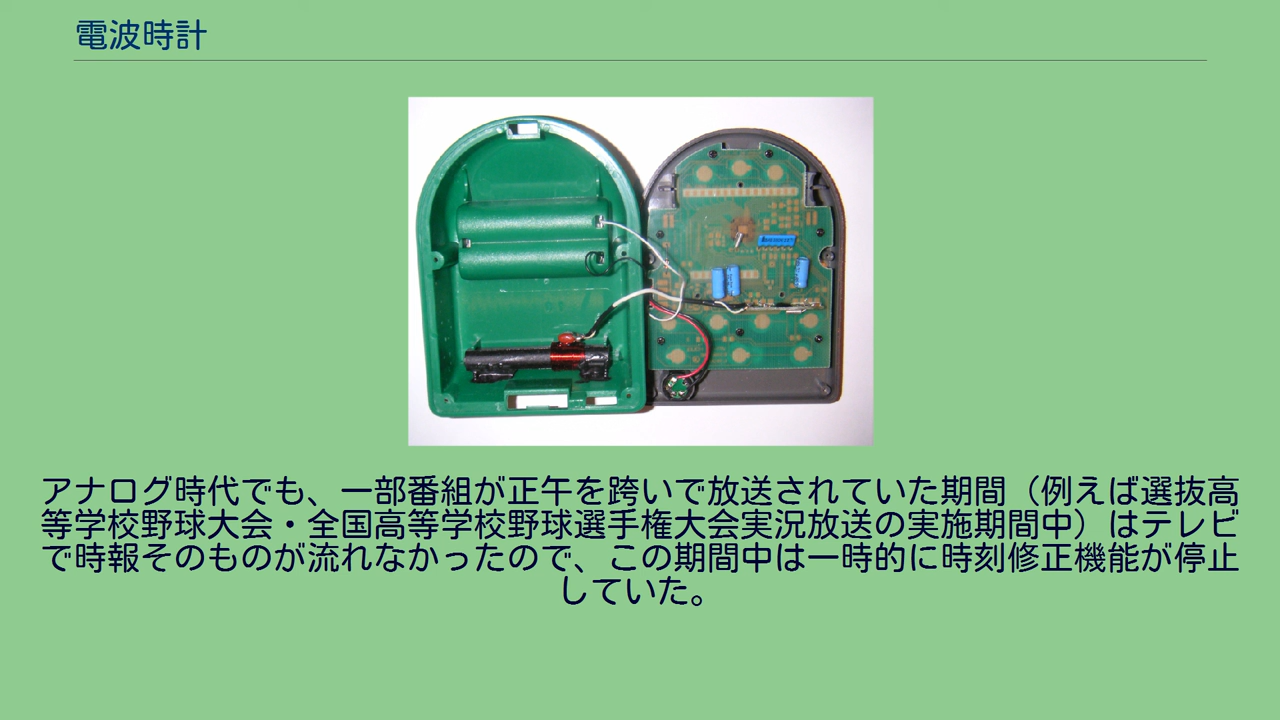 電波時計
アナログ時代でも、一部番組が正午を跨いで放送されていた期間（例えば選抜高
等学校野球大会・全国高等学校野球選手権大会実況放送の実施期間中）はテレビ
で時報そのものが流れなかったので、この期間中は一時的に時刻修正機能が停止
していた。